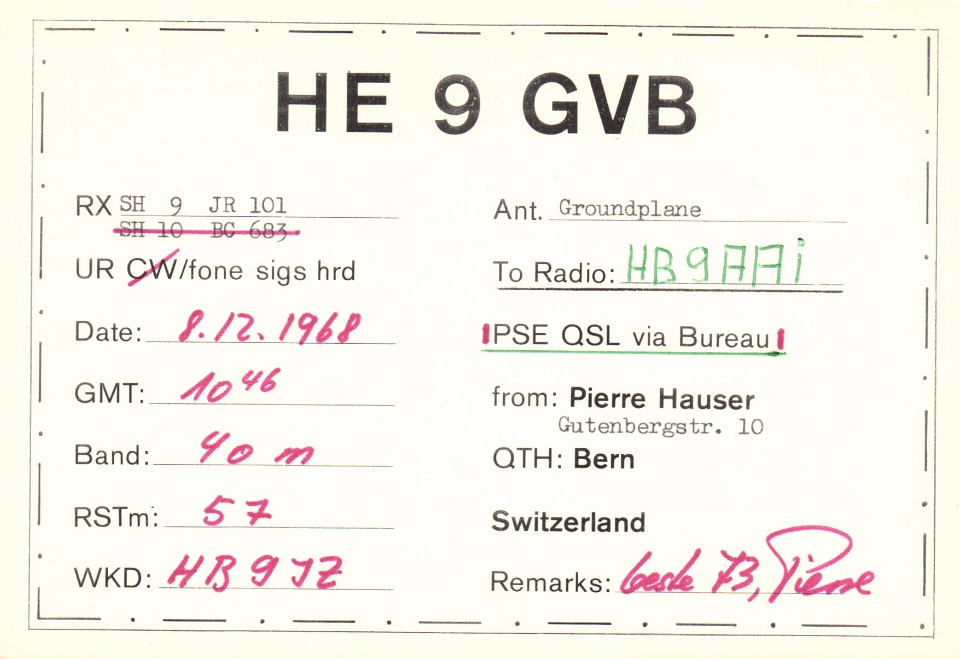 HE 9 GVB
RX SH 9 JR 101
SH 10 BC 683
UR CW/fone sigs hrd
Date: 8.12.1968
GMT: 10 46
Band: 40 m
RSTm: 57
WKD: HB9JZ
Ant. Groundplane
To Radio: HB9AAi
PSE QSL via Bureau
from: Pierre Hauser
Gutenbergstr. 10
QTH: Bern
Switzerland
Remarks: beste 73, Pierre